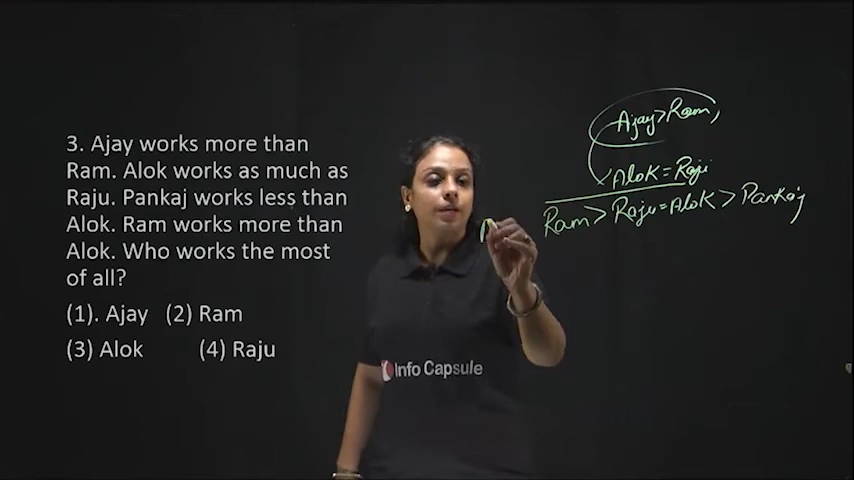 3. Ajay works more than
Ram. Alok works as much as
Raju. Pankaj works less than
Alok. Ram works more than
Alok. Who works the most
of all?
(1). Ajay (2) Ram
(3) Alok (4) Raju
Ajay>Ram,
Alok=Raju
Ram>Raju=Alok>Pankaj
A
Info Capsule